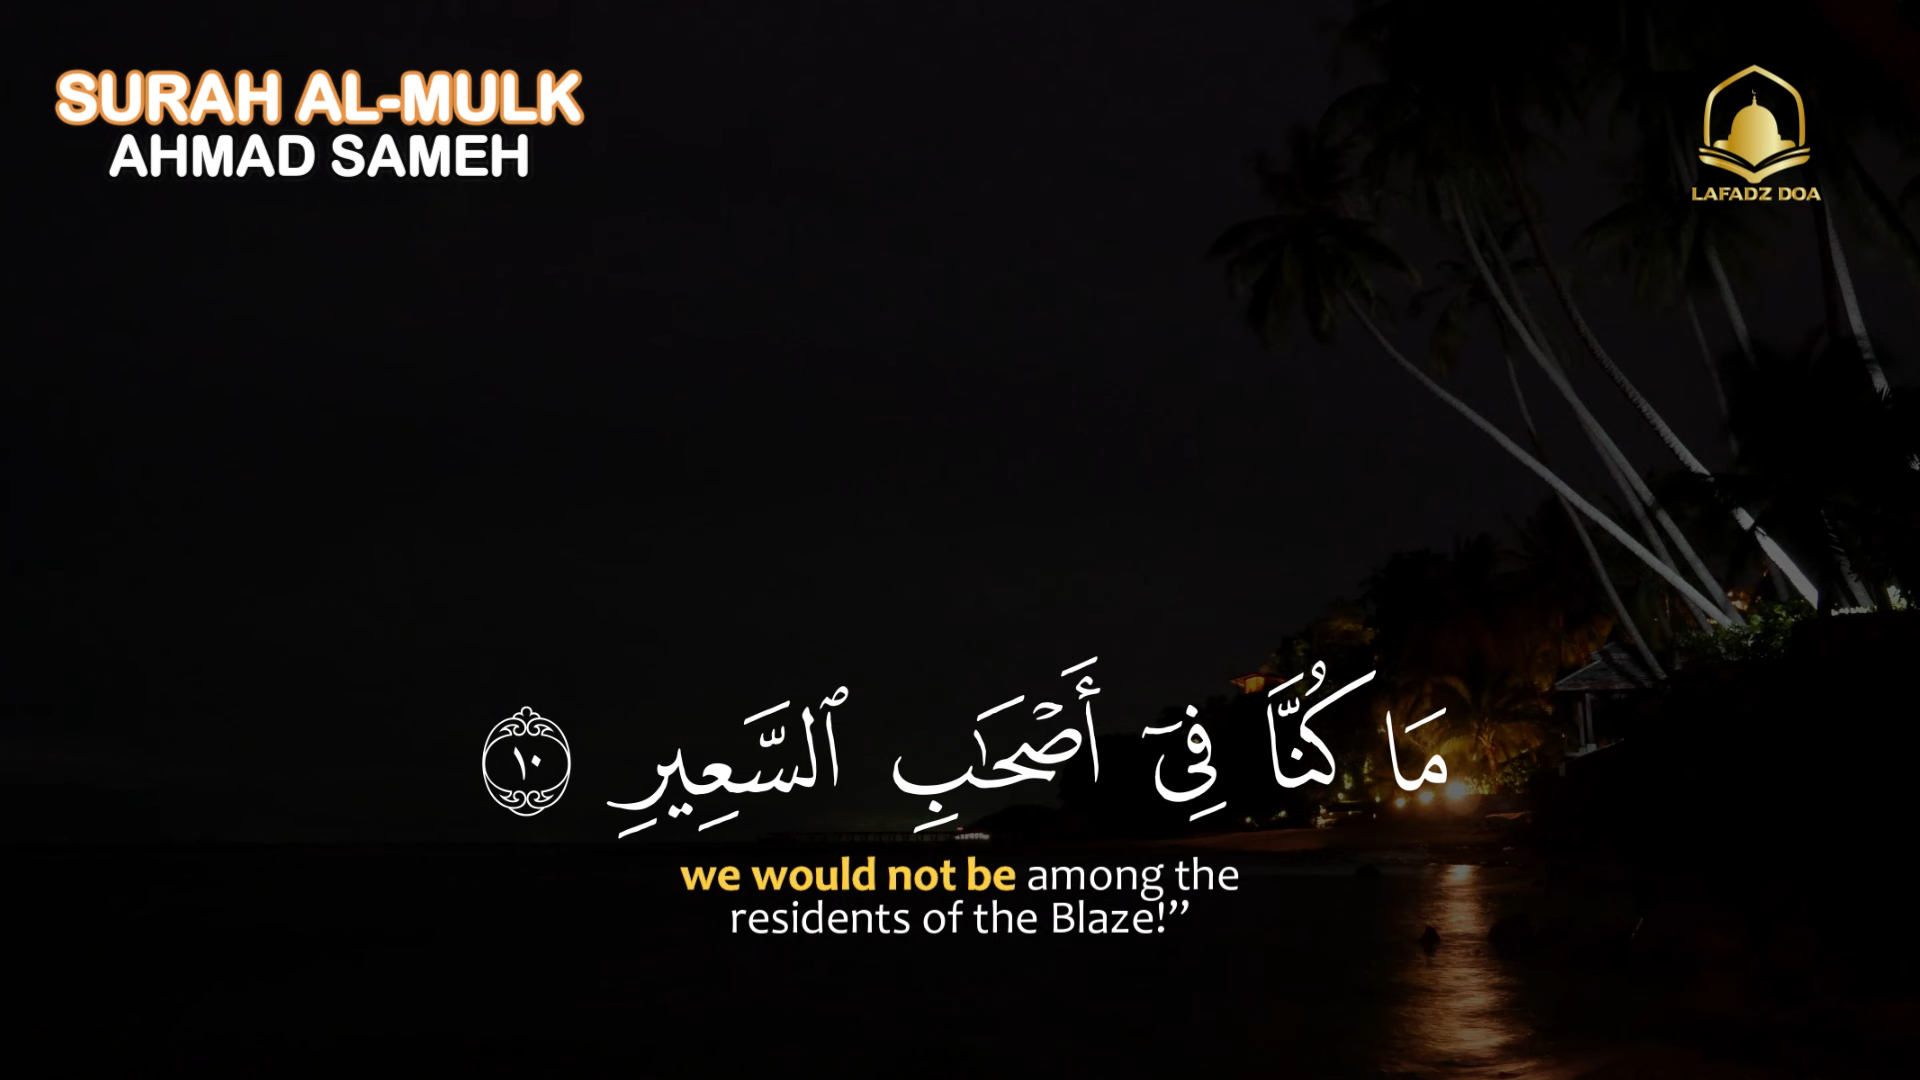 SURAH AL-MULK
AHMAD SAMEH
LAFADZ DOA
مَا كُنَّا فِىٓ أَصْحَـٰبِ ٱلسَّعِيرِ ١٠
we would not be among the
residents of the Blaze!”